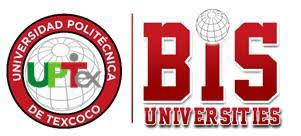 UNIVERSIDAD POLITÉCNICA
UPTex
DE TEXCOCO
BiS
UNIVERSITIES